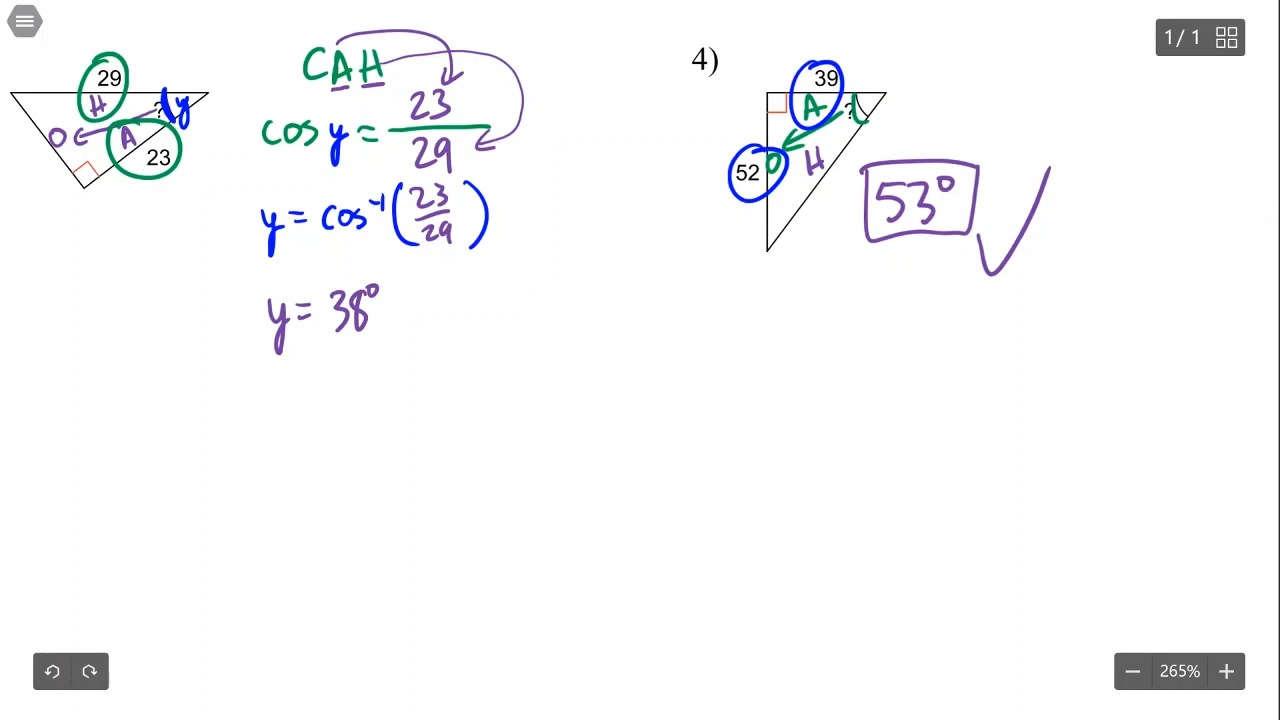 29
H
?
y
O
A
23
CAH
cos y = 23/29
y = cos⁻¹(23/29)
y = 38°
4)
39
A
?
52
O
H
53°
1 / 1
265%